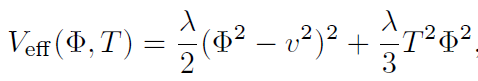 V_eff(Φ, T) = λ/2 (Φ² − v²)² + λ/3 T²Φ²,